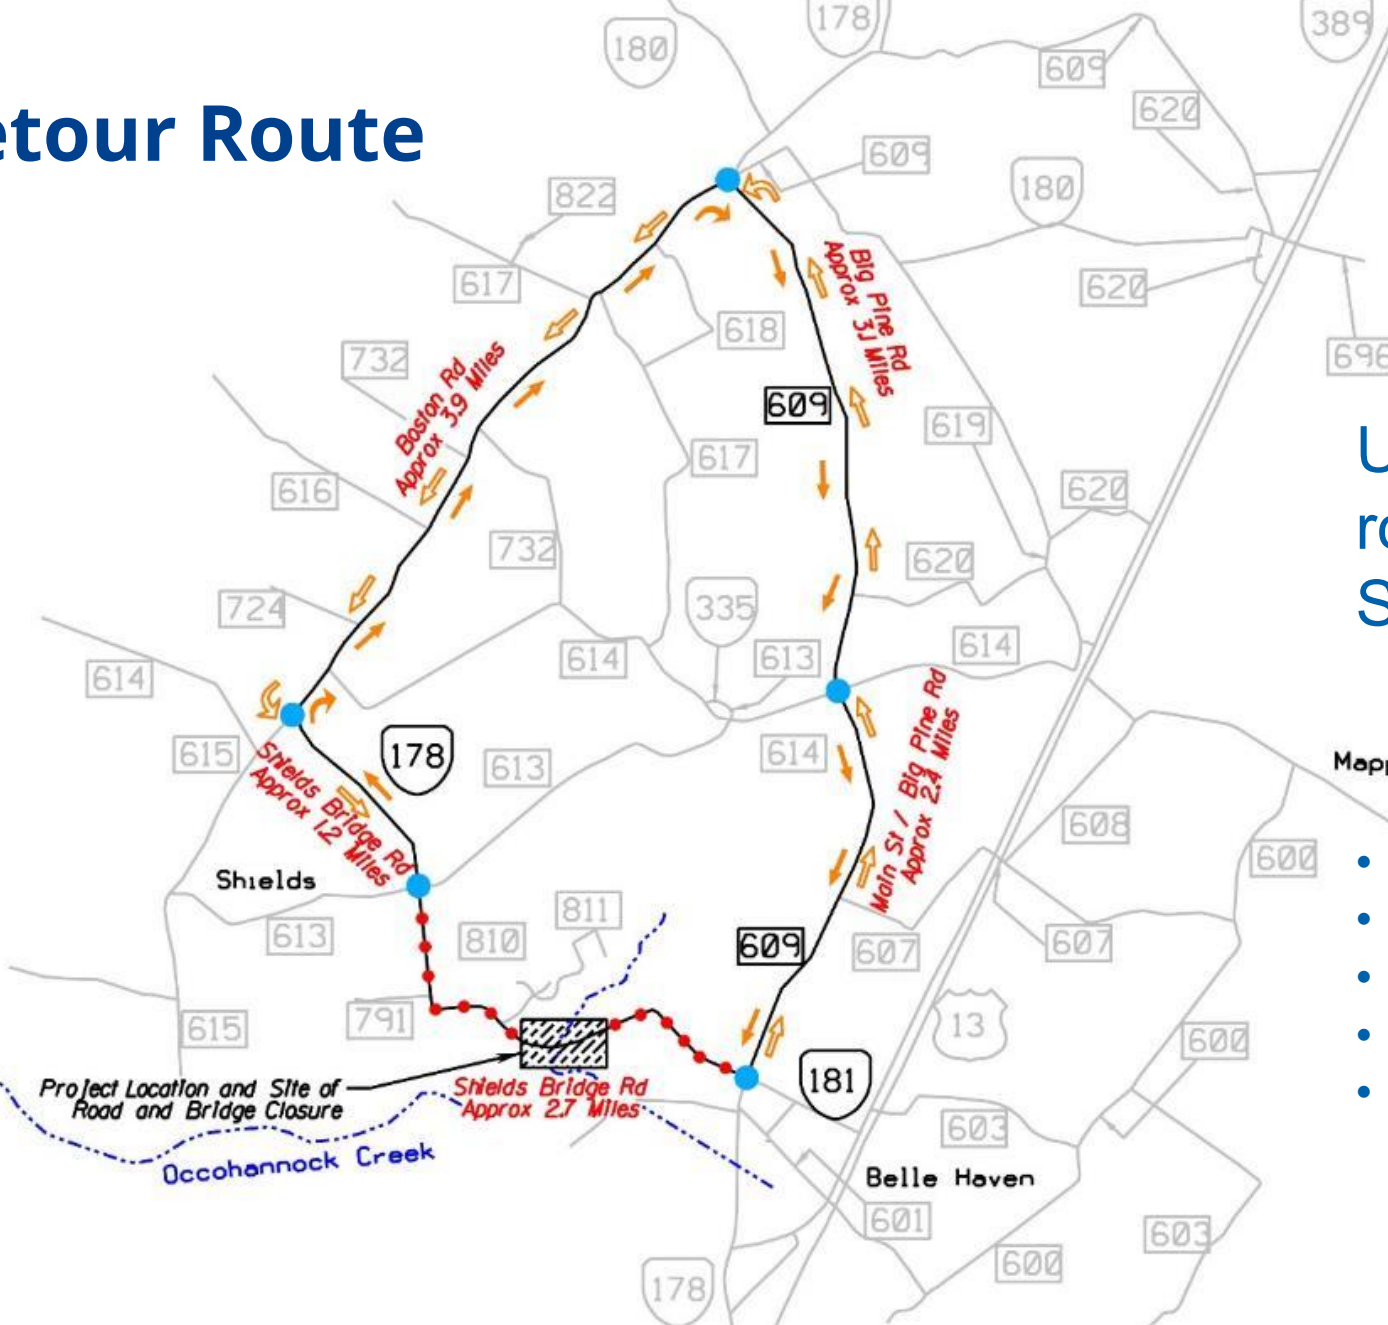 etour Route
180
178
389
609
620
609
180
822
617
620
618
696
732
Boston Rd
Approx 3.9 Miles
Big Pine Rd
Approx 3.1 Miles
609
619
617
616
620
732
620
724
335
614
614
613
614
615
178
613
614
Shields Bridge Rd
Approx 1.2 Miles
Main St / Big Pine Rd
Approx 2.4 Miles
U
ro
S
Mapp
608
600
Shields
811
613
810
609
607
607
615
791
13
600
Project Location and Site of
Road and Bridge Closure
Shields Bridge Rd
Approx 2.7 Miles
181
603
Occohannock Creek
Belle Haven
601
603
600
178